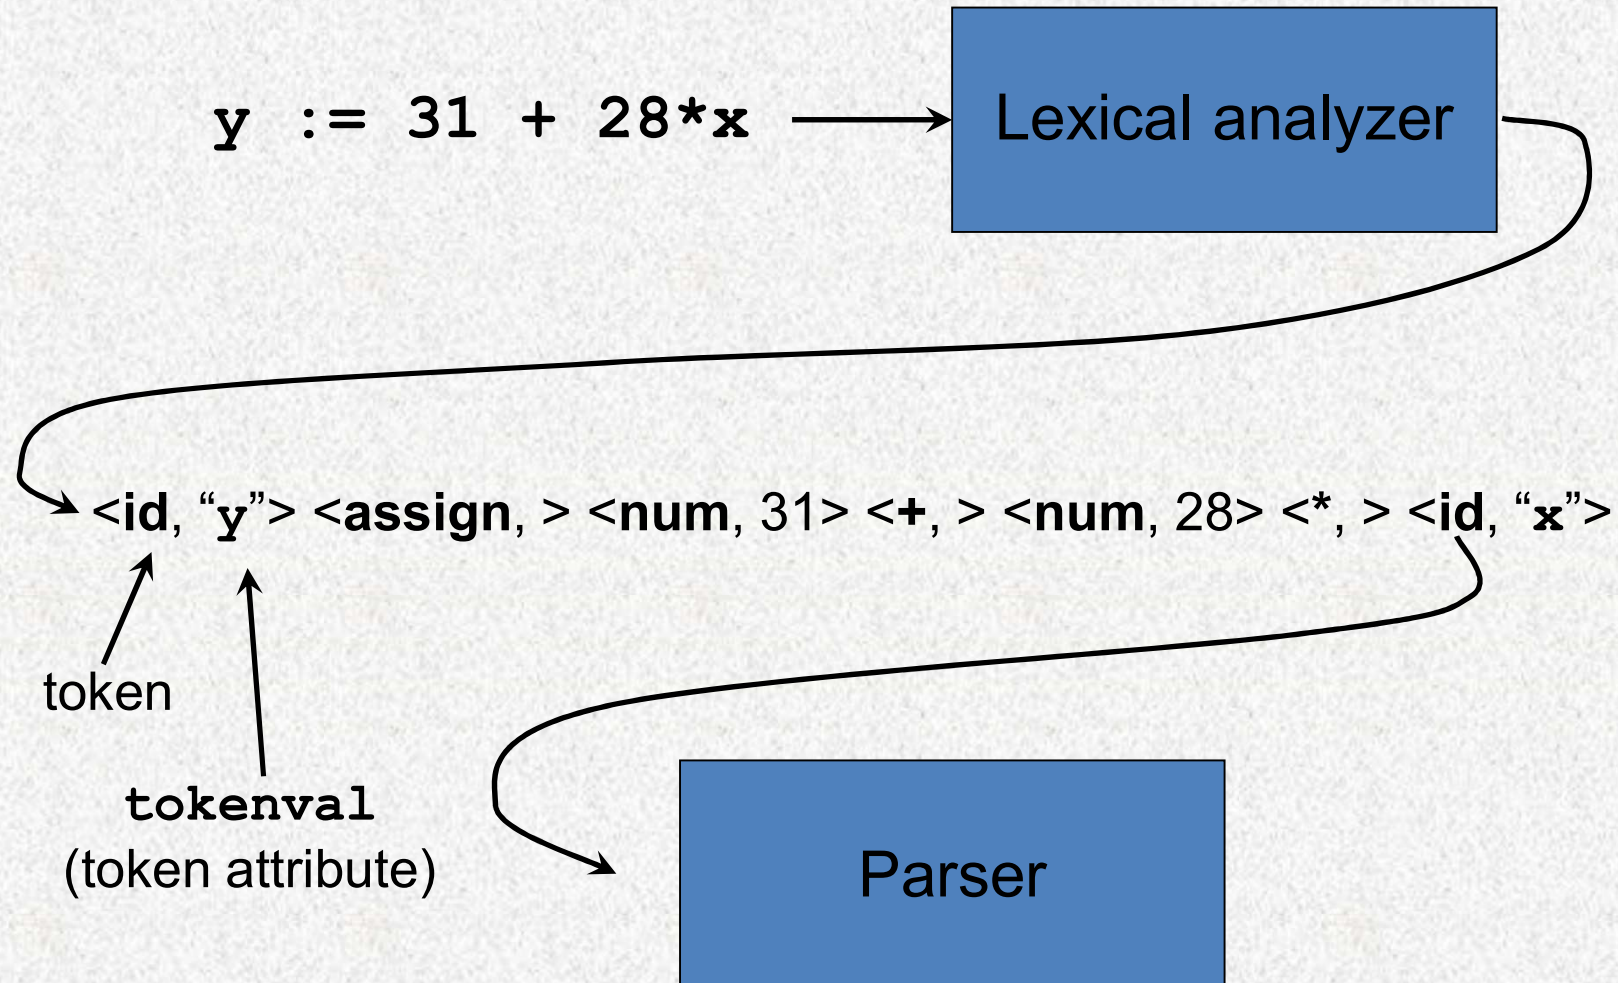 y := 31 + 28*x
Lexical analyzer
<id, “y”> <assign, > <num, 31> <+, > <num, 28> <*, > <id, “x”>
token
tokenval
(token attribute)
Parser